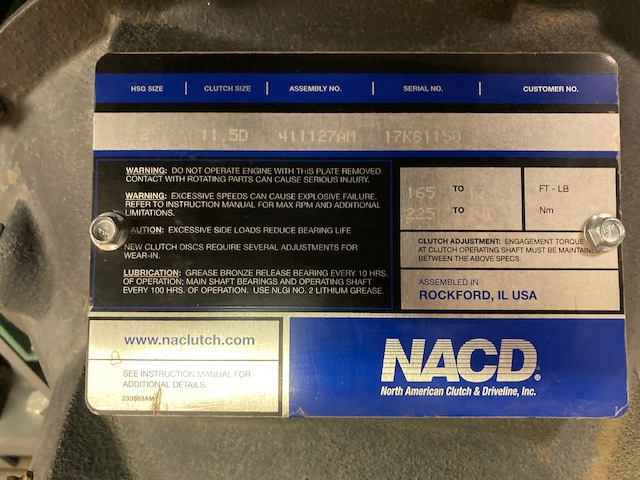 HSG SIZE CLUTCH SIZE ASSEMBLY NO. SERIAL NO. CUSTOMER NO.
2 11.5D 411127AM 17K81150
WARNING: DO NOT OPERATE ENGINE WITH THIS PLATE REMOVED.
CONTACT WITH ROTATING PARTS CAN CAUSE SERIOUS INJURY.
WARNING: EXCESSIVE SPEEDS CAN CAUSE EXPLOSIVE FAILURE.
REFER TO INSTRUCTION MANUAL FOR MAX RPM AND ADDITIONAL
LIMITATIONS.
AUTION: EXCESSIVE SIDE LOADS REDUCE BEARING LIFE
NEW CLUTCH DISCS REQUIRE SEVERAL ADJUSTMENTS FOR
WEAR-IN.
LUBRICATION: GREASE BRONZE RELEASE BEARING EVERY 10 HRS.
OF OPERATION; MAIN SHAFT BEARINGS AND OPERATING SHAFT
EVERY 100 HRS. OF OPERATION. USE NLGI NO. 2 LITHIUM GREASE.
165 TO FT - LB
225 TO Nm
CLUTCH ADJUSTMENT: ENGAGEMENT TORQUE
AT CLUTCH OPERATING SHAFT MUST BE MAINTAINED
BETWEEN THE ABOVE SPECS.
ASSEMBLED IN
ROCKFORD, IL USA
www.naclutch.com
SEE INSTRUCTION MANUAL FOR
ADDITIONAL DETAILS.
233863AM
NACD®
North American Clutch & Driveline, Inc.